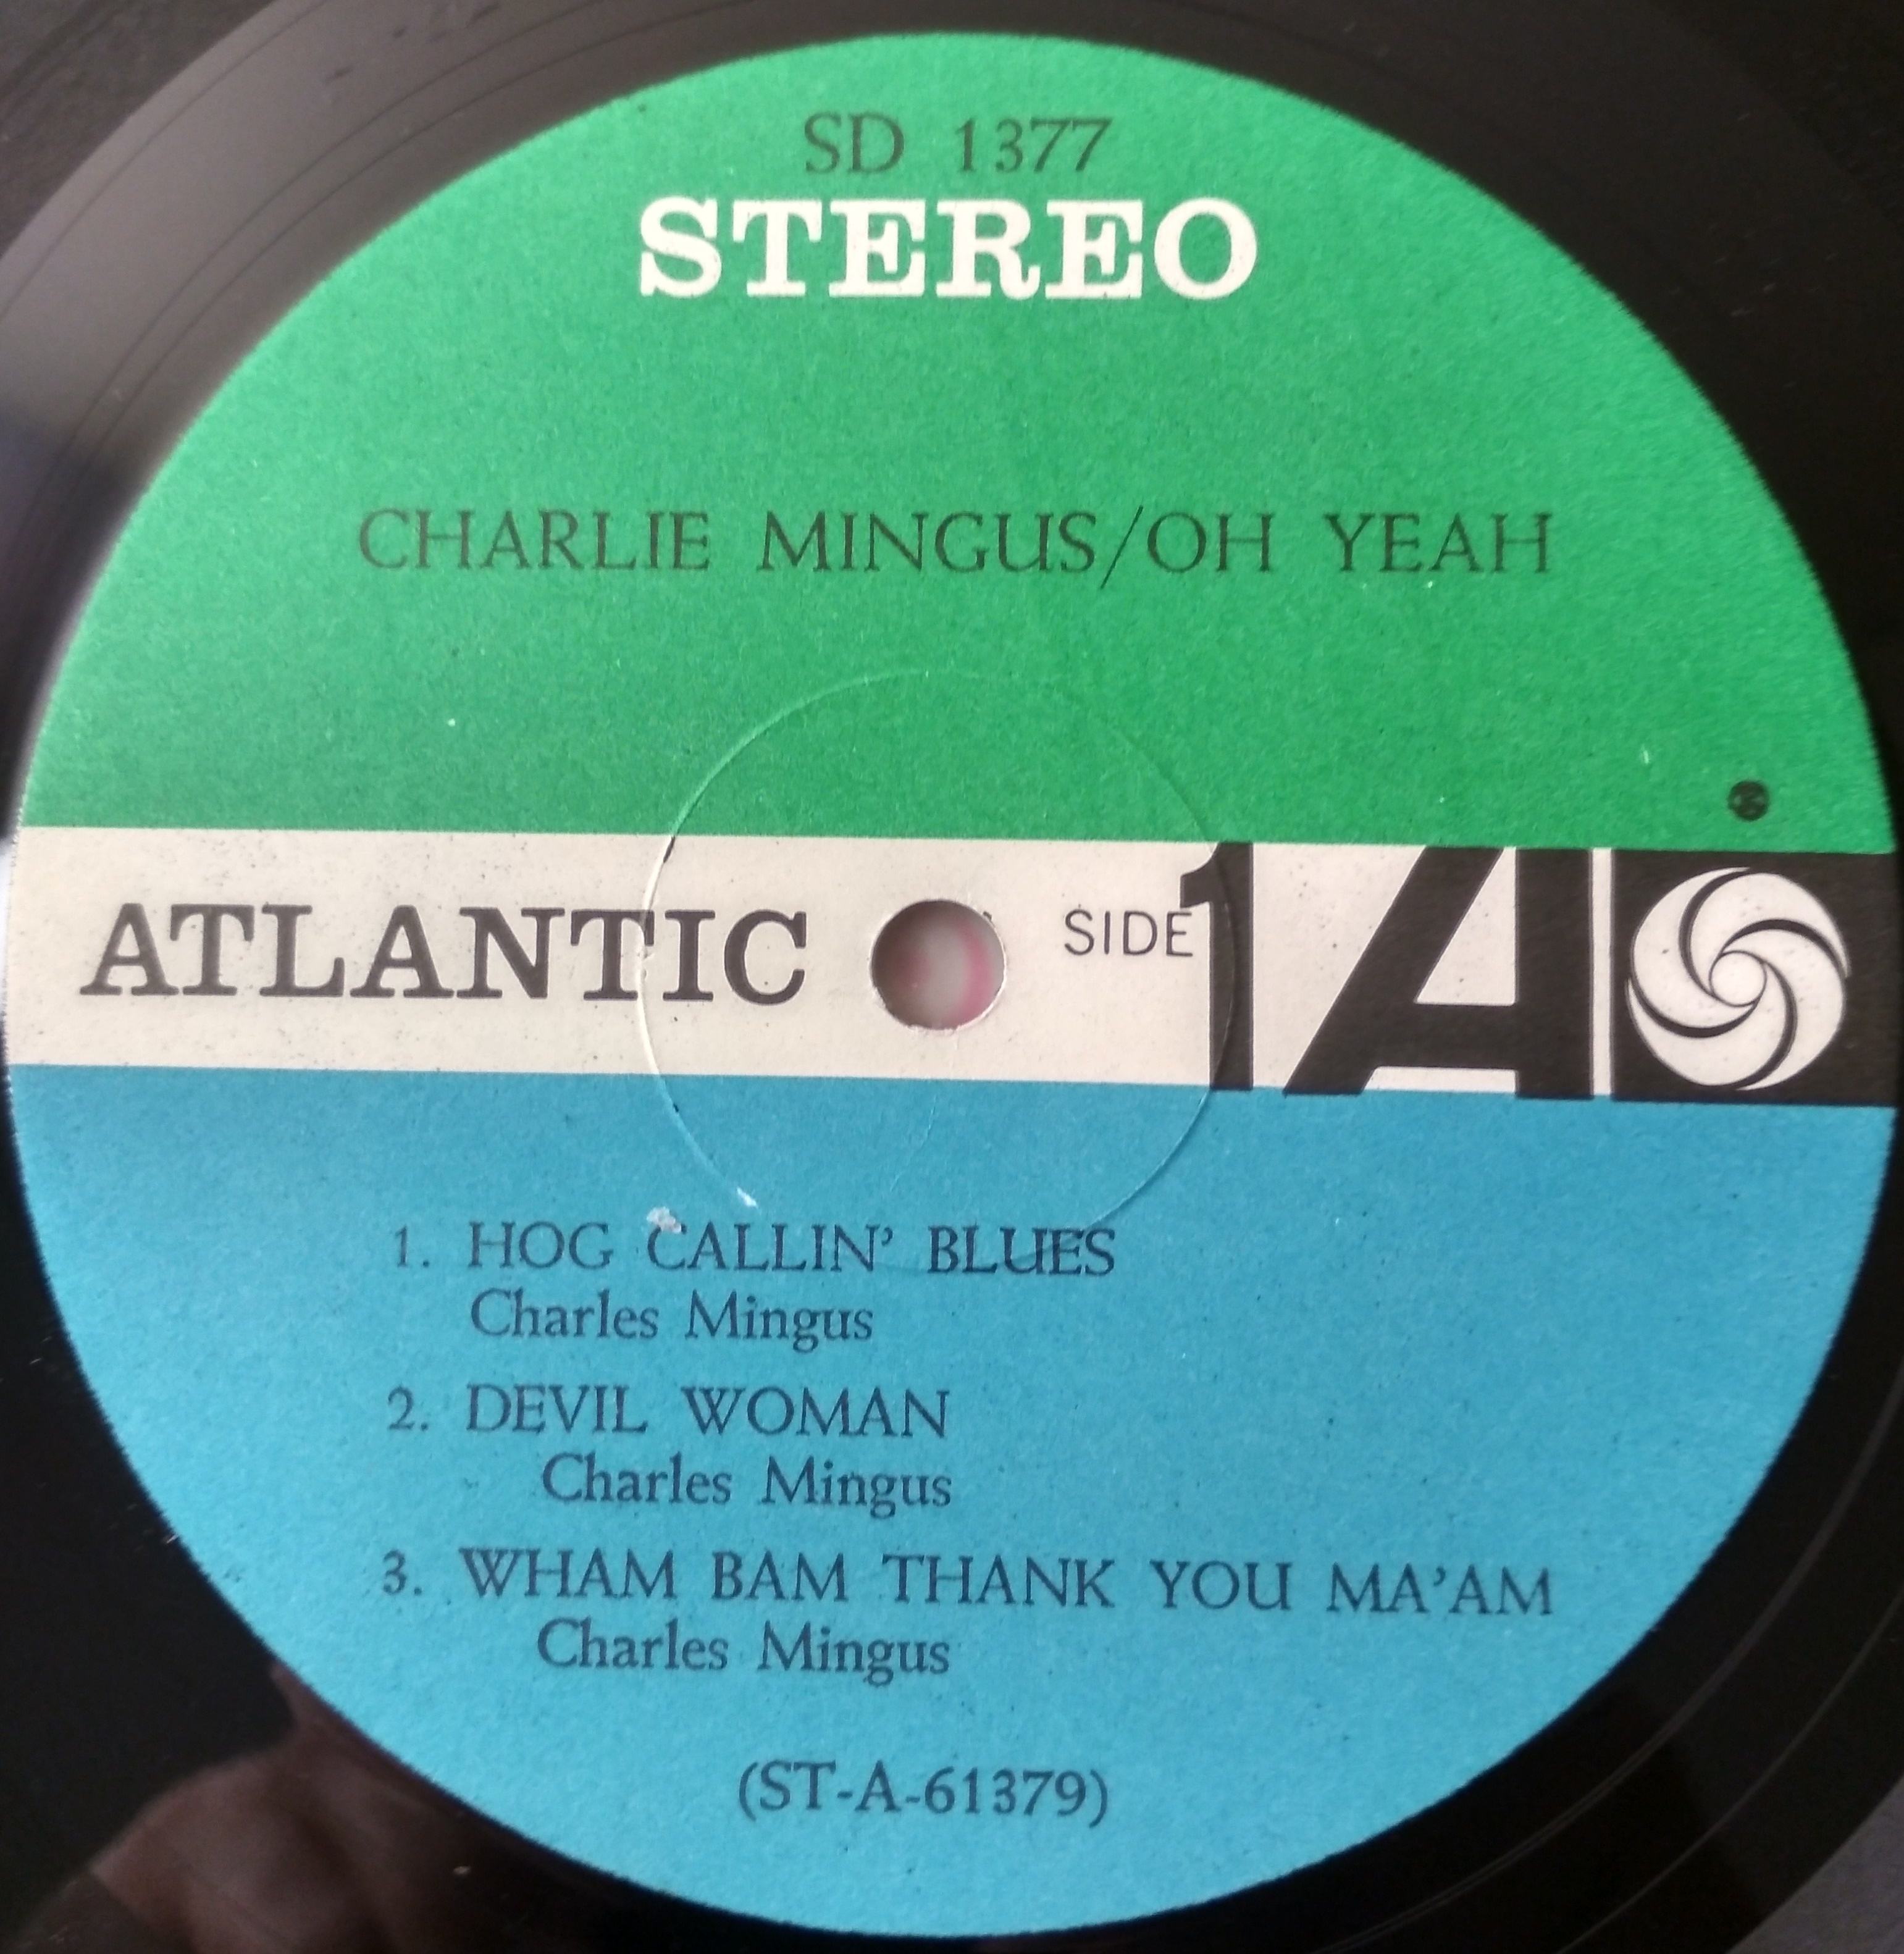 SD 1377
STEREO
CHARLIE MINGUS/OH YEAH
ATLANTIC SIDE 1 A
1. HOG CALLIN' BLUES
Charles Mingus
2. DEVIL WOMAN
Charles Mingus
3. WHAM BAM THANK YOU MA'AM
Charles Mingus
(ST-A-61379)